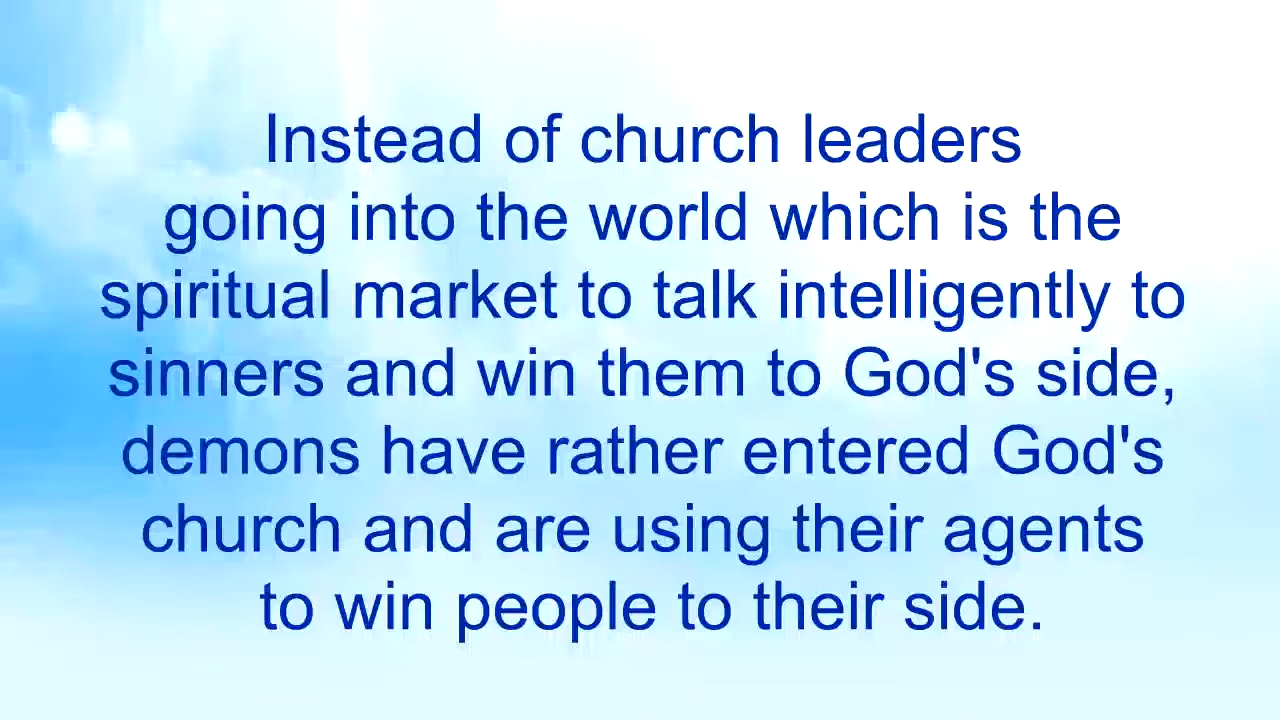 Instead of church leaders
going into the world which is the
spiritual market to talk intelligently to
sinners and win them to God's side,
demons have rather entered God's
church and are using their agents
to win people to their side.